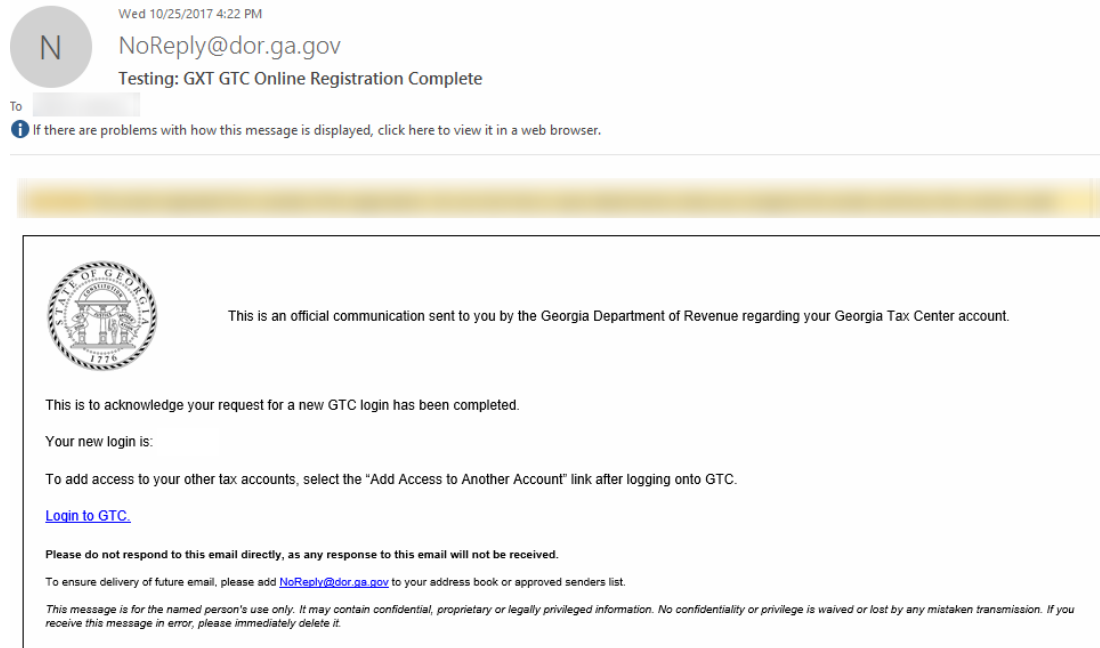 Wed 10/25/2017 4:22 PM
N
NoReply@dor.ga.gov
Testing: GXT GTC Online Registration Complete
To
If there are problems with how this message is displayed, click here to view it in a web browser.
STATE OF GEORGIA
CONSTITUTION
1776
This is an official communication sent to you by the Georgia Department of Revenue regarding your Georgia Tax Center account.
This is to acknowledge your request for a new GTC login has been completed.
Your new login is:
To add access to your other tax accounts, select the “Add Access to Another Account” link after logging onto GTC.
Login to GTC.
Please do not respond to this email directly, as any response to this email will not be received.
To ensure delivery of future email, please add NoReply@dor.ga.gov to your address book or approved senders list.
This message is for the named person's use only. It may contain confidential, proprietary or legally privileged information. No confidentiality or privilege is waived or lost by any mistaken transmission. If you
receive this message in error, please immediately delete it.